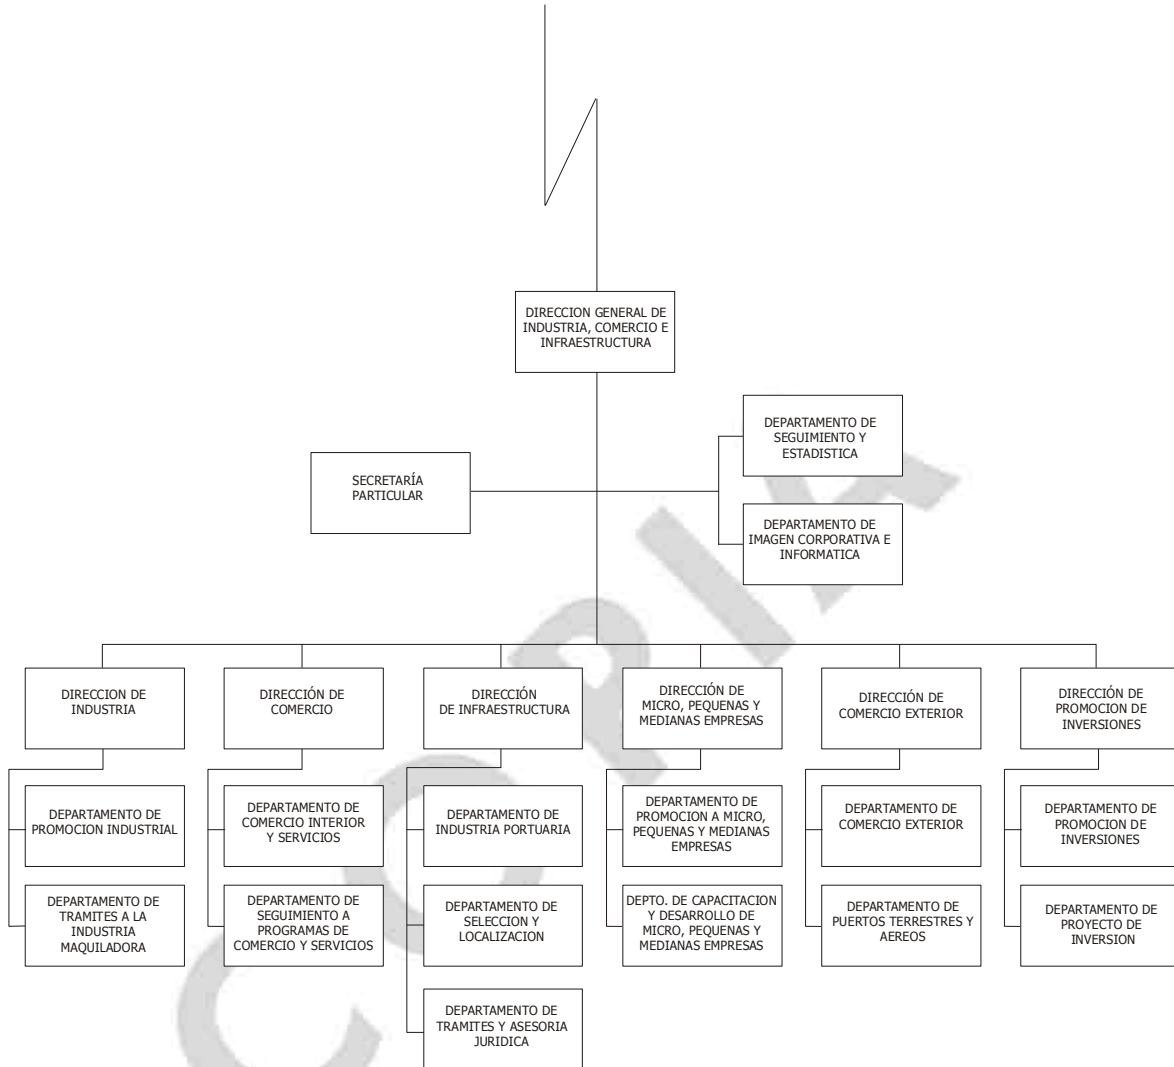 DIRECCION GENERAL DE
INDUSTRIA, COMERCIO E
INFRAESTRUCTURA
DEPARTAMENTO DE
SEGUIMIENTO Y
ESTADISTICA
SECRETARÍA
PARTICULAR
DEPARTAMENTO DE
IMAGEN CORPORATIVA E
INFORMATICA
DIRECCION DE
INDUSTRIA
DIRECCIÓN DE
COMERCIO
DIRECCIÓN
DE INFRAESTRUCTURA
DIRECCIÓN DE
MICRO, PEQUENAS Y
MEDIANAS EMPRESAS
DIRECCIÓN DE
COMERCIO EXTERIOR
DIRECCIÓN DE
PROMOCION DE
INVERSIONES
DEPARTAMENTO DE
PROMOCION INDUSTRIAL
DEPARTAMENTO DE
COMERCIO INTERIOR
Y SERVICIOS
DEPARTAMENTO DE
INDUSTRIA PORTUARIA
DEPARTAMENTO DE
PROMOCION A MICRO,
PEQUENAS Y MEDIANAS
EMPRESAS
DEPARTAMENTO DE
COMERCIO EXTERIOR
DEPARTAMENTO DE
PROMOCION DE
INVERSIONES
DEPARTAMENTO DE
TRAMITES A LA
INDUSTRIA
MAQUILADORA
DEPARTAMENTO DE
SEGUIMIENTO A
PROGRAMAS DE
COMERCIO Y SERVICIOS
DEPARTAMENTO DE
SELECCION Y
LOCALIZACION
DEPTO. DE CAPACITACION
Y DESARROLLO DE
MICRO, PEQUENAS Y
MEDIANAS EMPRESAS
DEPARTAMENTO DE
PUERTOS TERRESTRES Y
AEREOS
DEPARTAMENTO DE
PROYECTO DE
INVERSION
DEPARTAMENTO DE
TRAMITES Y ASESORIA
JURIDICA
COPIA